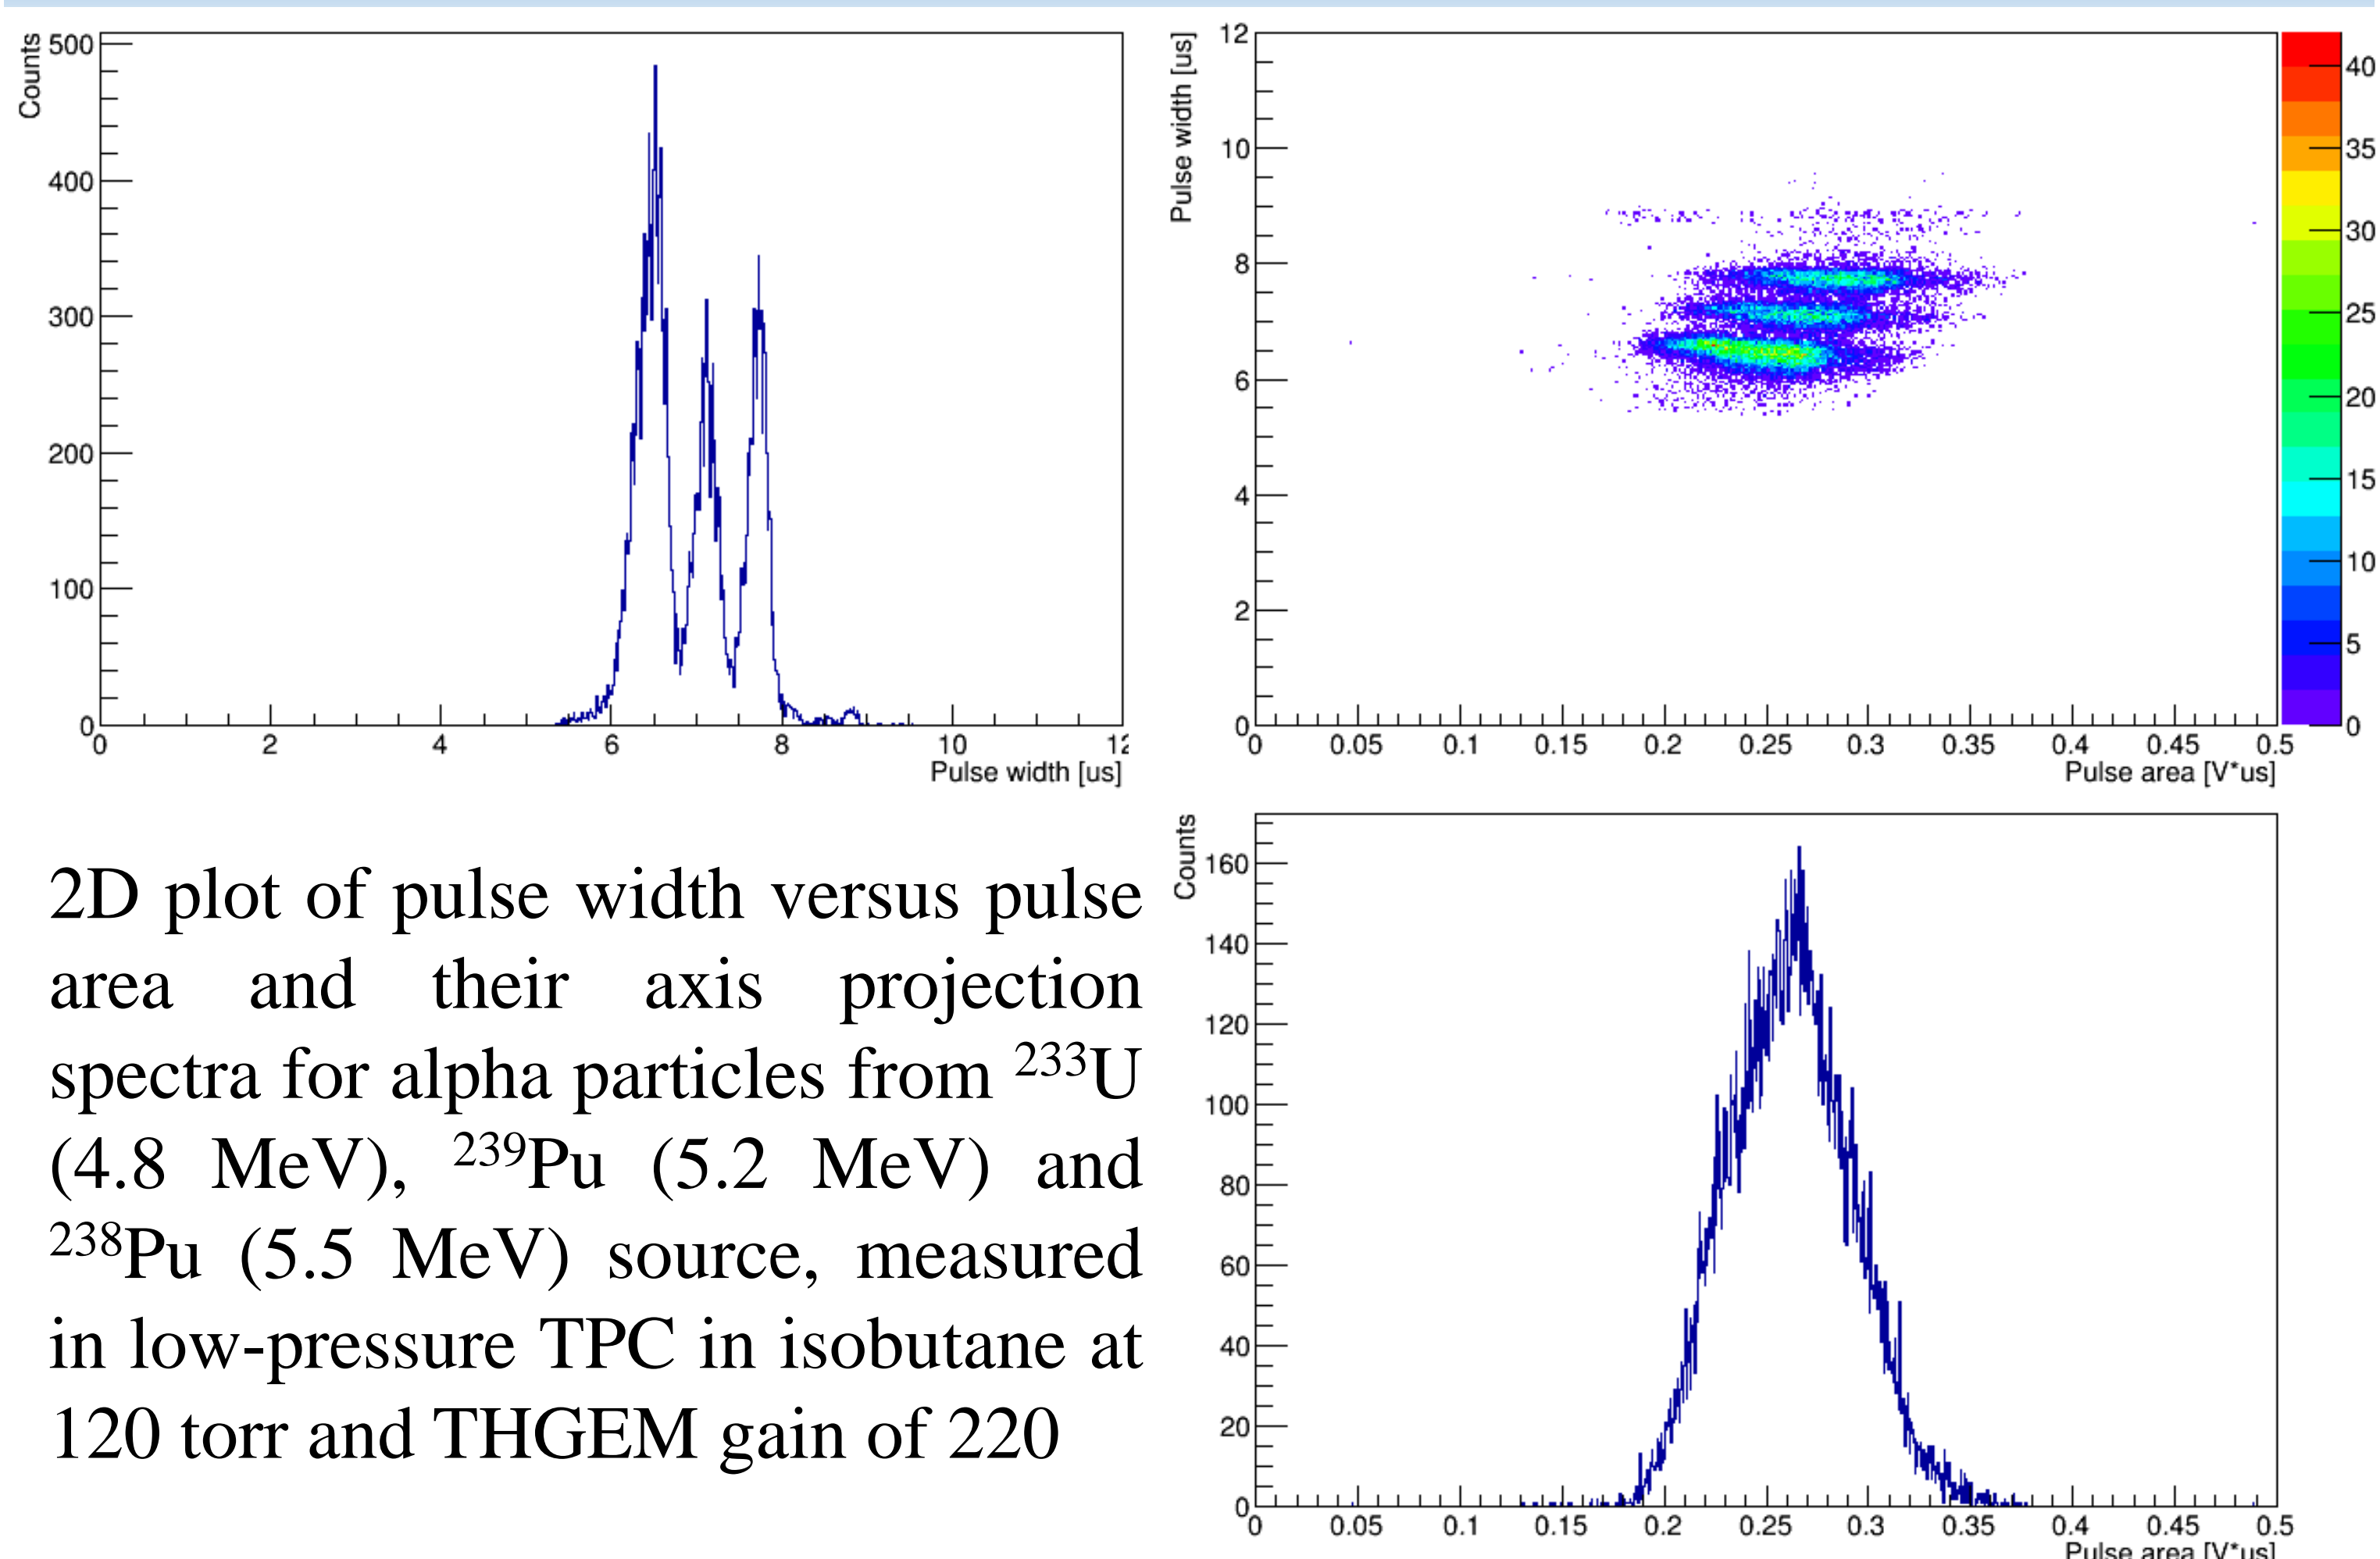 Counts
500
400
300
200
100
0
0 2 4 6 8 10 12
Pulse width [us]
Pulse width [us]
12
10
8
6
4
2
0
0 0.05 0.1 0.15 0.2 0.25 0.3 0.35 0.4 0.45 0.5
Pulse area [V*us]
40
35
30
25
20
15
10
5
0
2D plot of pulse width versus pulse
area and their axis projection
spectra for alpha particles from ²³³U
(4.8 MeV), ²³⁹Pu (5.2 MeV) and
²³⁸Pu (5.5 MeV) source, measured
in low-pressure TPC in isobutane at
120 torr and THGEM gain of 220
Counts
160
140
120
100
80
60
40
20
0
0 0.05 0.1 0.15 0.2 0.25 0.3 0.35 0.4 0.45 0.5
Pulse area [V*us]